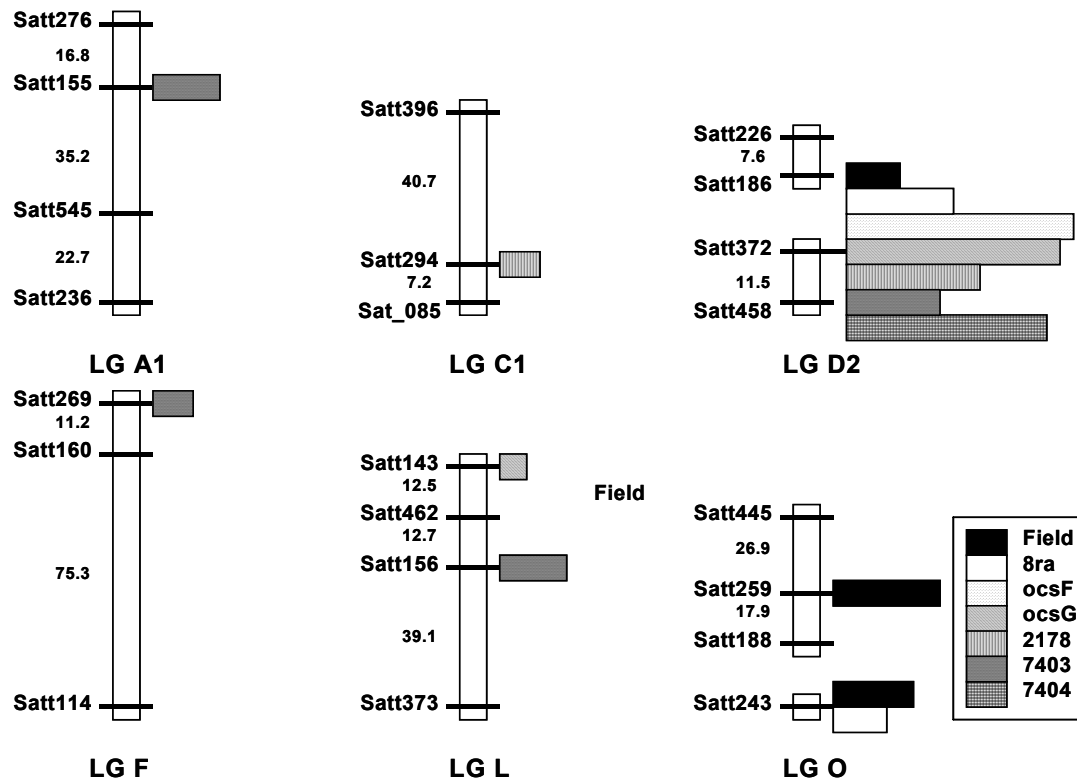 Satt276
16.8
Satt155
35.2
Satt545
22.7
Satt236
LG A1
Satt396
40.7
Satt294
7.2
Sat_085
LG C1
Satt226
7.6
Satt186
Satt372
11.5
Satt458
LG D2
Satt269
11.2
Satt160
75.3
Satt114
LG F
Satt143
12.5
Satt462
12.7
Satt156
39.1
Satt373
LG L
Field
Satt445
26.9
Satt259
17.9
Satt188
Satt243
LG O
Field
8ra
ocsF
ocsG
2178
7403
7404